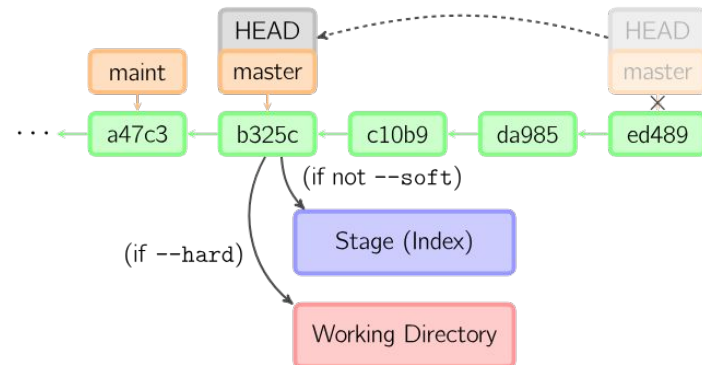 HEAD HEAD
maint master master
... a47c3 b325c c10b9 da985 ed489
(if not --soft)
Stage (Index)
(if --hard)
Working Directory